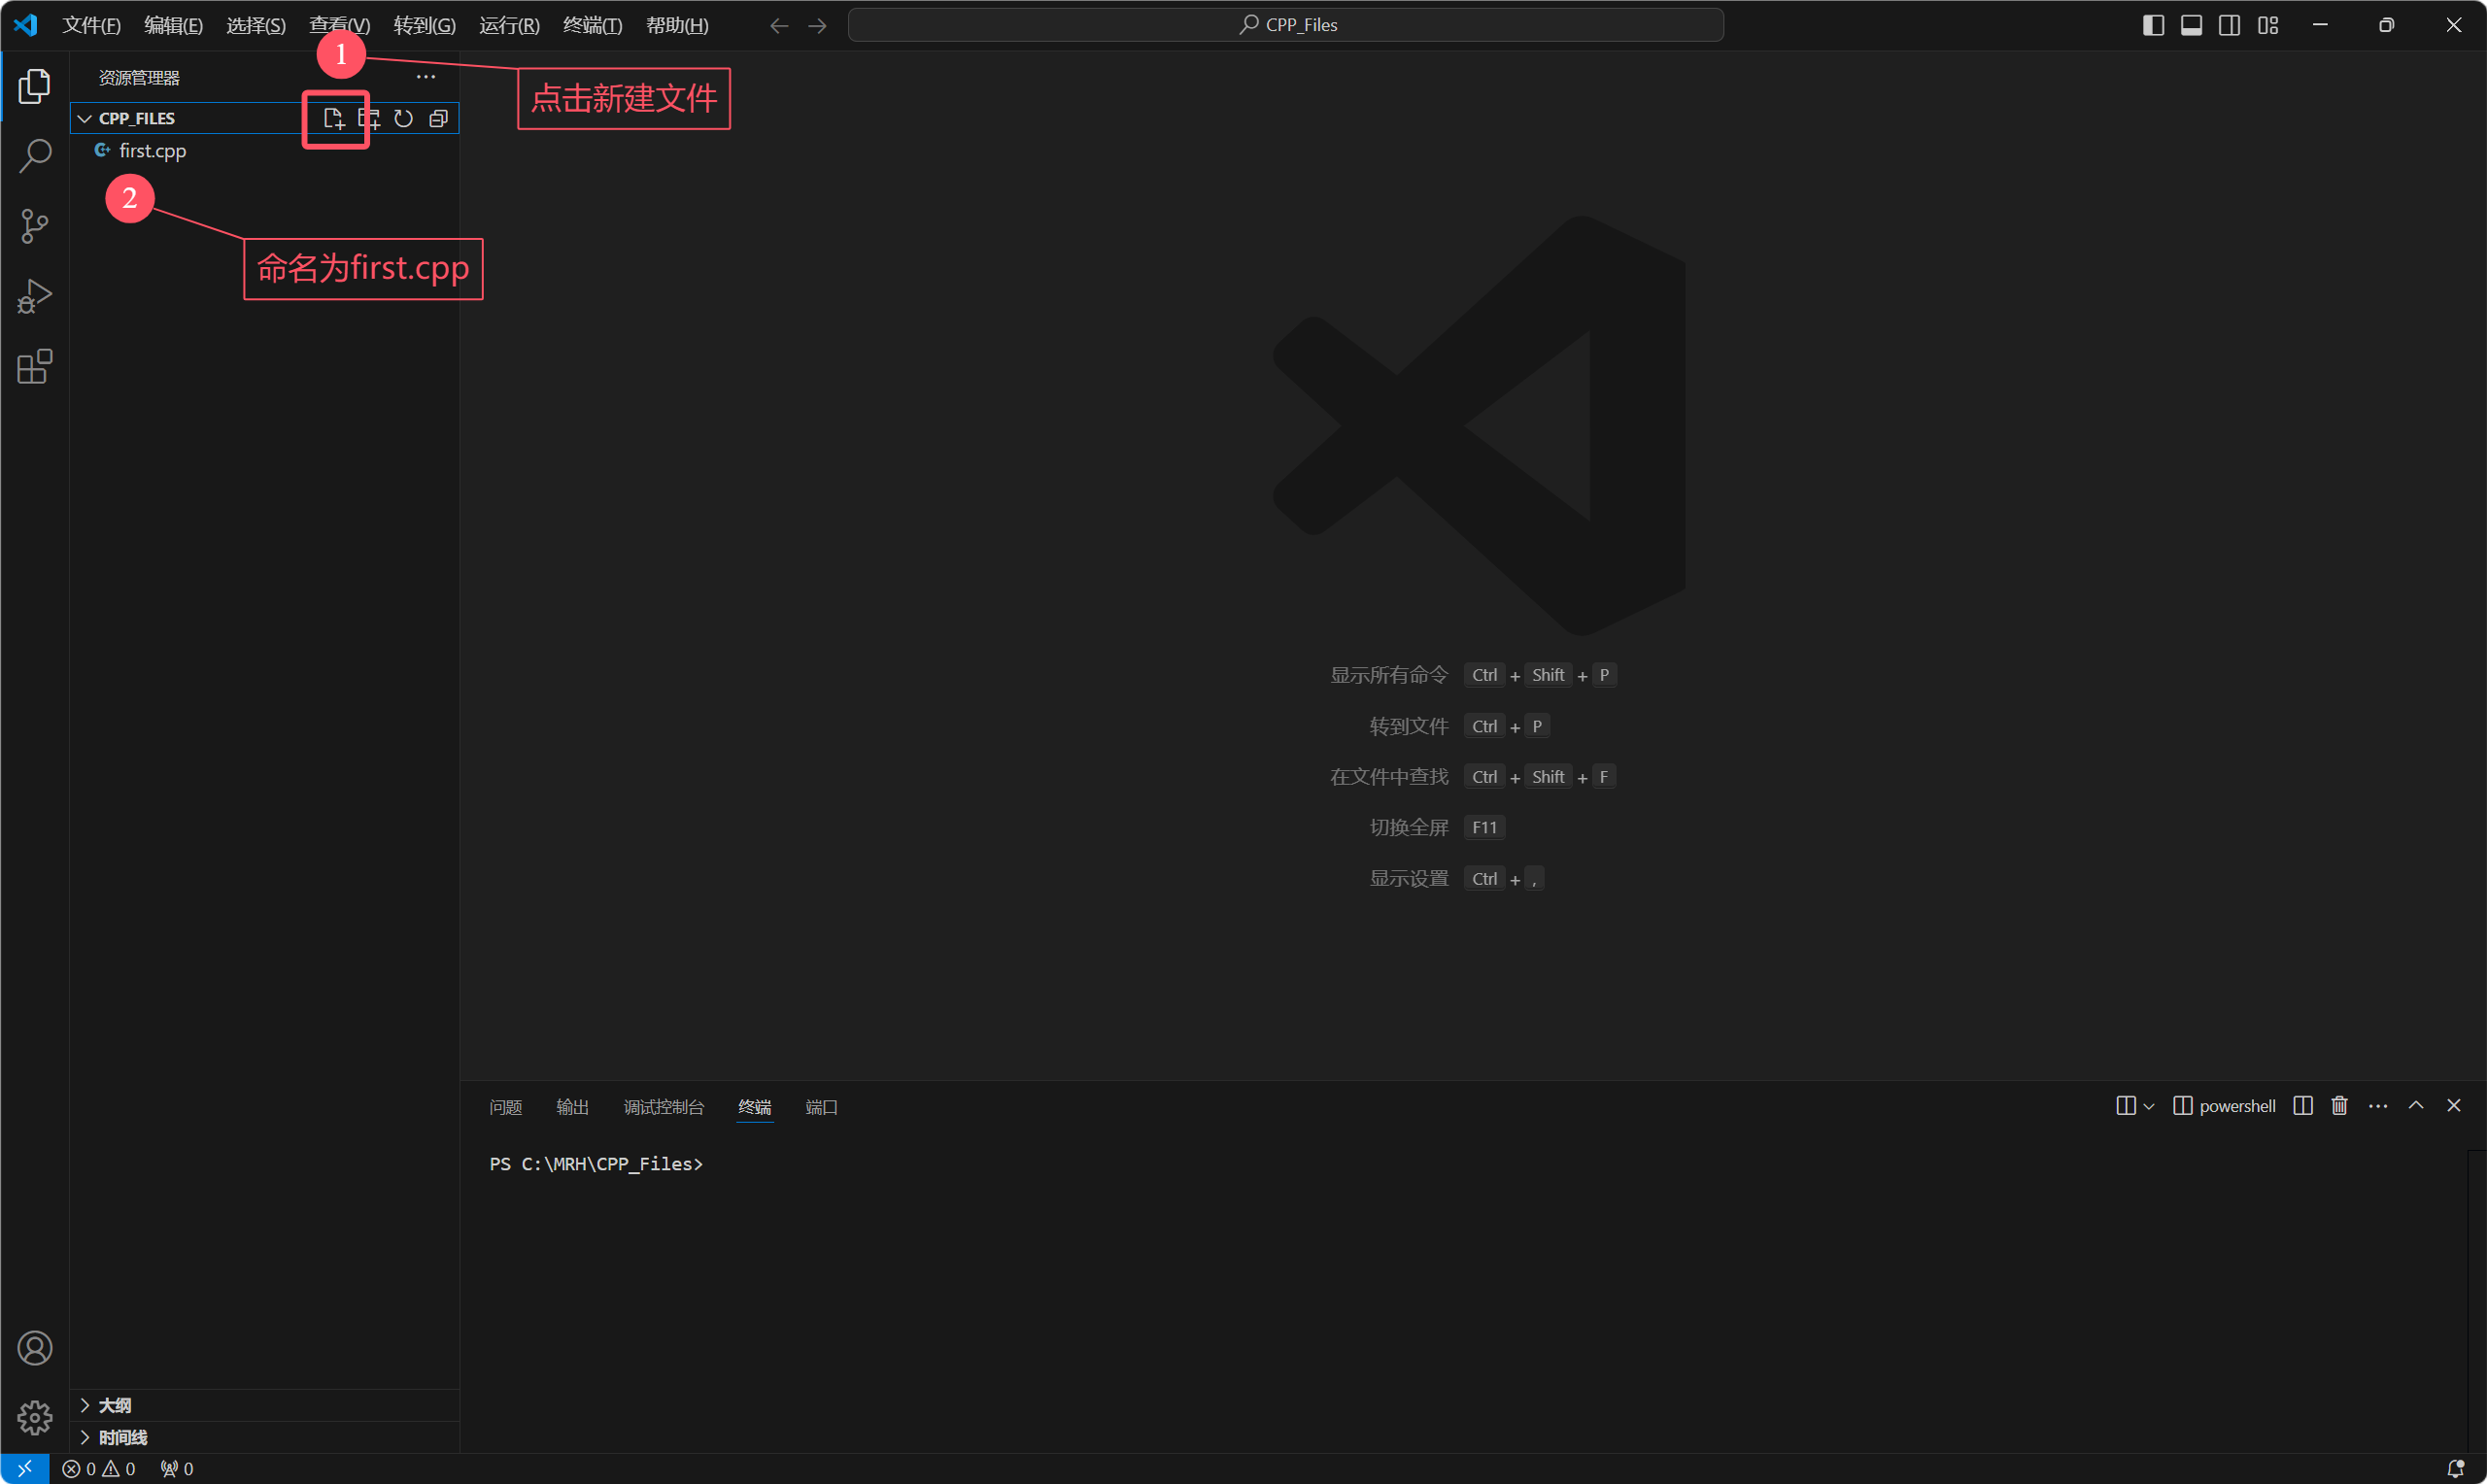 文件(F) 编辑(E) 选择(S) 查看(V) 转到(G) 运行(R) 终端(T) 帮助(H) CPP_Files
1
资源管理器
点击新建文件
CPP_FILES
first.cpp
2
命名为first.cpp
显示所有命令 Ctrl + Shift + P
转到文件 Ctrl + P
在文件中查找 Ctrl + Shift + F
切换全屏 F11
显示设置 Ctrl + ,
问题 输出 调试控制台 终端 端口 powershell
PS C:\MRH\CPP_Files>
大纲
时间线
0 0 0